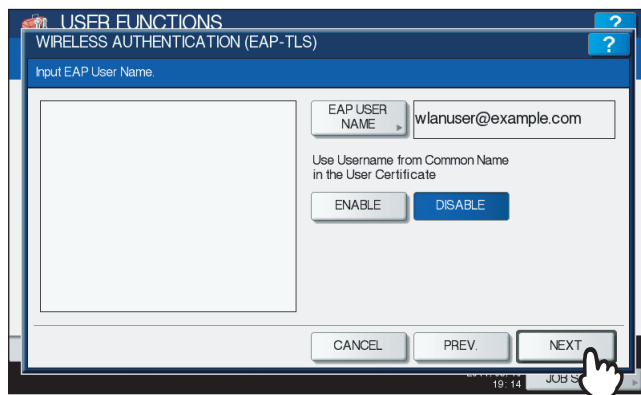 USER FUNCTIONS
?
WIRELESS AUTHENTICATION (EAP-TLS)
?
Input EAP User Name.
EAP USER
NAME
wlanuser@example.com
Use Username from Common Name
in the User Certificate
ENABLE
DISABLE
CANCEL
PREV.
NEXT
19:14
JOB S